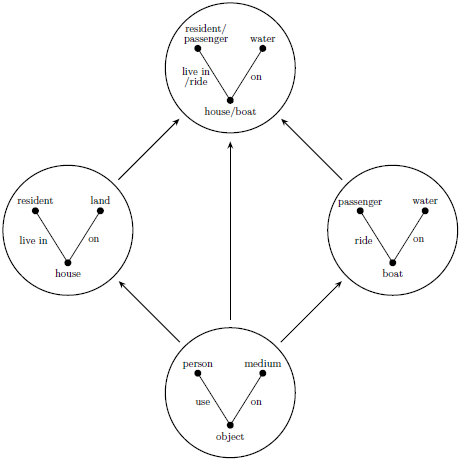 resident/
passenger
water
live in
/ride
on
house/boat
resident
land
live in
on
house
passenger
water
ride
on
boat
person
medium
use
on
object